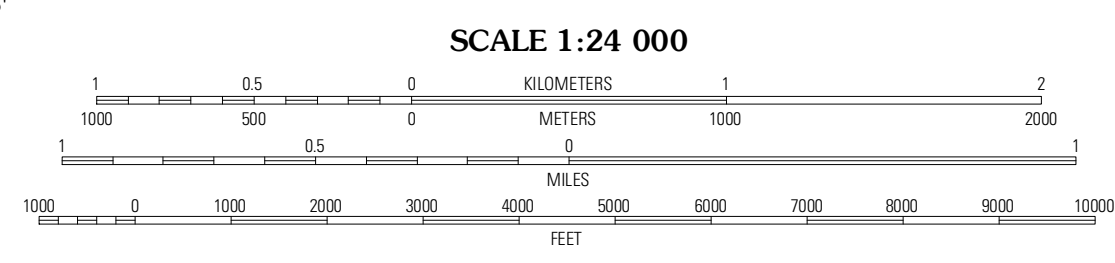 SCALE 1:24 000
1 0.5 0 KILOMETERS 1 2
1000 500 0 METERS 1000 2000
1 0.5 0 1
MILES
1000 0 1000 2000 3000 4000 5000 6000 7000 8000 9000 10000
FEET